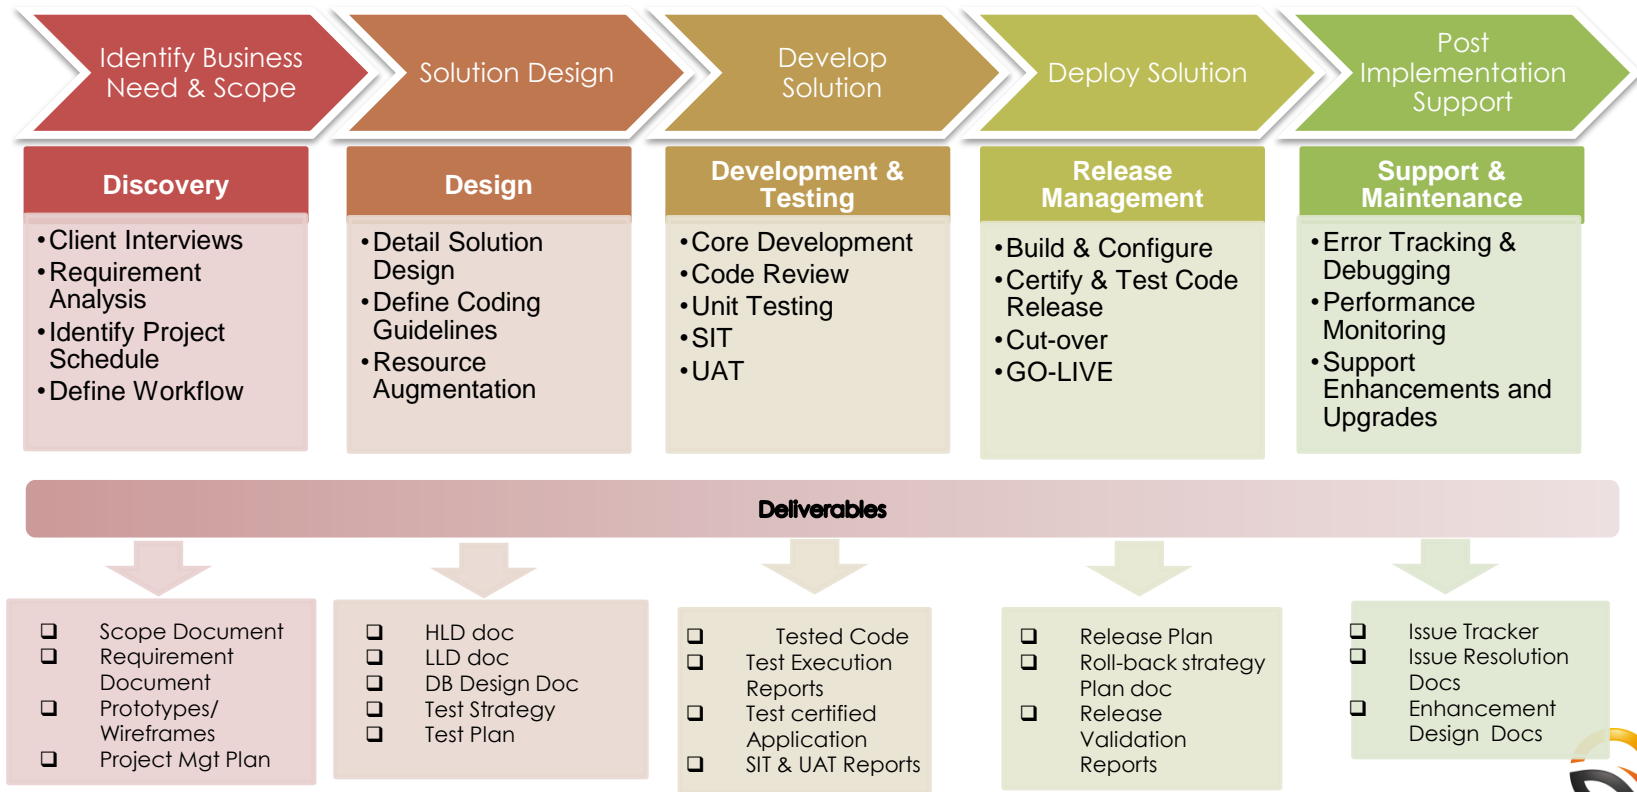 Identify Business
Need & Scope
Solution Design
Develop
Solution
Deploy Solution
Post
Implementation
Support
Discovery
•Client Interviews
•Requirement
Analysis
•Identify Project
Schedule
•Define Workflow
Design
•Detail Solution
Design
•Define Coding
Guidelines
•Resource
Augmentation
Development &
Testing
•Core Development
•Code Review
•Unit Testing
•SIT
•UAT
Release
Management
•Build & Configure
•Certify & Test Code
Release
•Cut-over
•GO-LIVE
Support &
Maintenance
•Error Tracking &
Debugging
•Performance
Monitoring
•Support
Enhancements and
Upgrades
Deliverables
❑ Scope Document
❑ Requirement
Document
❑ Prototypes/
Wireframes
❑ Project Mgt Plan
❑ HLD doc
❑ LLD doc
❑ DB Design Doc
❑ Test Strategy
❑ Test Plan
❑ Tested Code
❑ Test Execution
Reports
❑ Test certified
Application
❑ SIT & UAT Reports
❑ Release Plan
❑ Roll-back strategy
Plan doc
❑ Release
Validation
Reports
❑ Issue Tracker
❑ Issue Resolution
Docs
❑ Enhancement
Design Docs